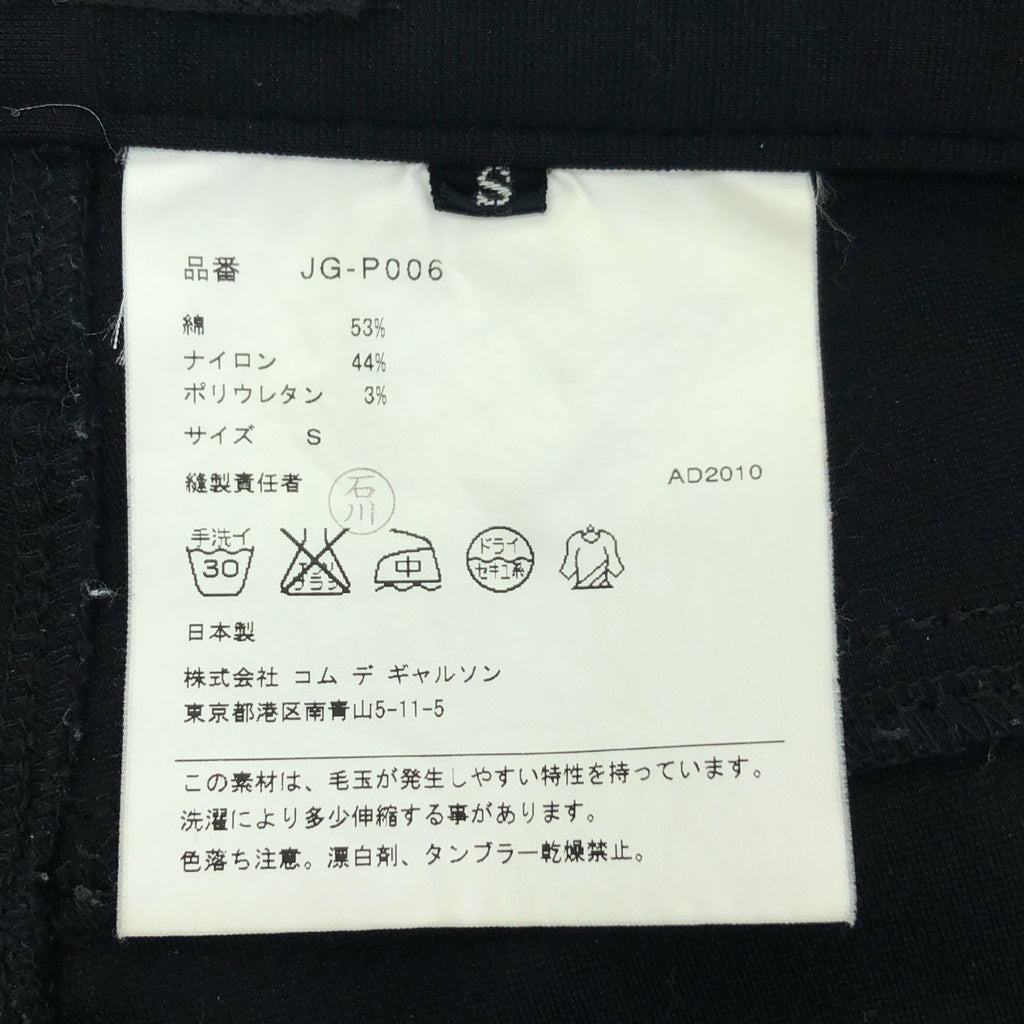 S
品番 JG-P006
綿 53%
ナイロン 44%
ポリウレタン 3%
サイズ S
縫製責任者 石川
AD2010
手洗イ 30
エンソ サラシ
中
ドライ セキユ系
日本製
株式会社 コム デ ギャルソン
東京都港区南青山5-11-5
この素材は、毛玉が発生しやすい特性を持っています。
洗濯により多少伸縮する事があります。
色落ち注意。漂白剤、タンブラー乾燥禁止。